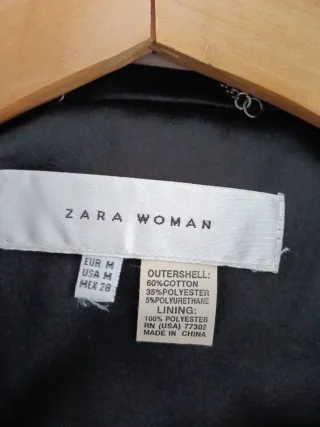 ZARA WOMAN
EUR M
USA M
MEX 28
OUTERSHELL:
60%COTTON
35%POLYESTER
5%POLYURETHANE
LINING:
100% POLYESTER
RN (USA) 77302
MADE IN CHINA